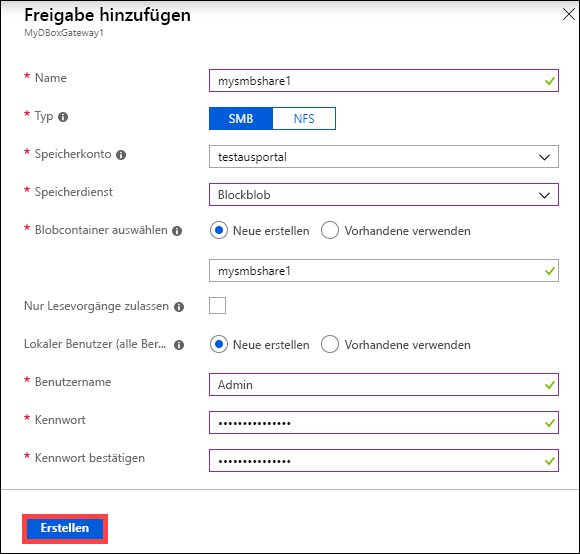 Freigabe hinzufügen
MyDBoxGateway1
* Name mysmbshare1
* Typ SMB NFS
* Speicherkonto testausportal
* Speicherdienst Blockblob
* Blobcontainer auswählen Neue erstellen Vorhandene verwenden
mysmbshare1
Nur Lesevorgänge zulassen
Lokaler Benutzer (alle Ber... Neue erstellen Vorhandene verwenden
* Benutzername Admin
* Kennwort •••••••••••••••
* Kennwort bestätigen •••••••••••••••
Erstellen